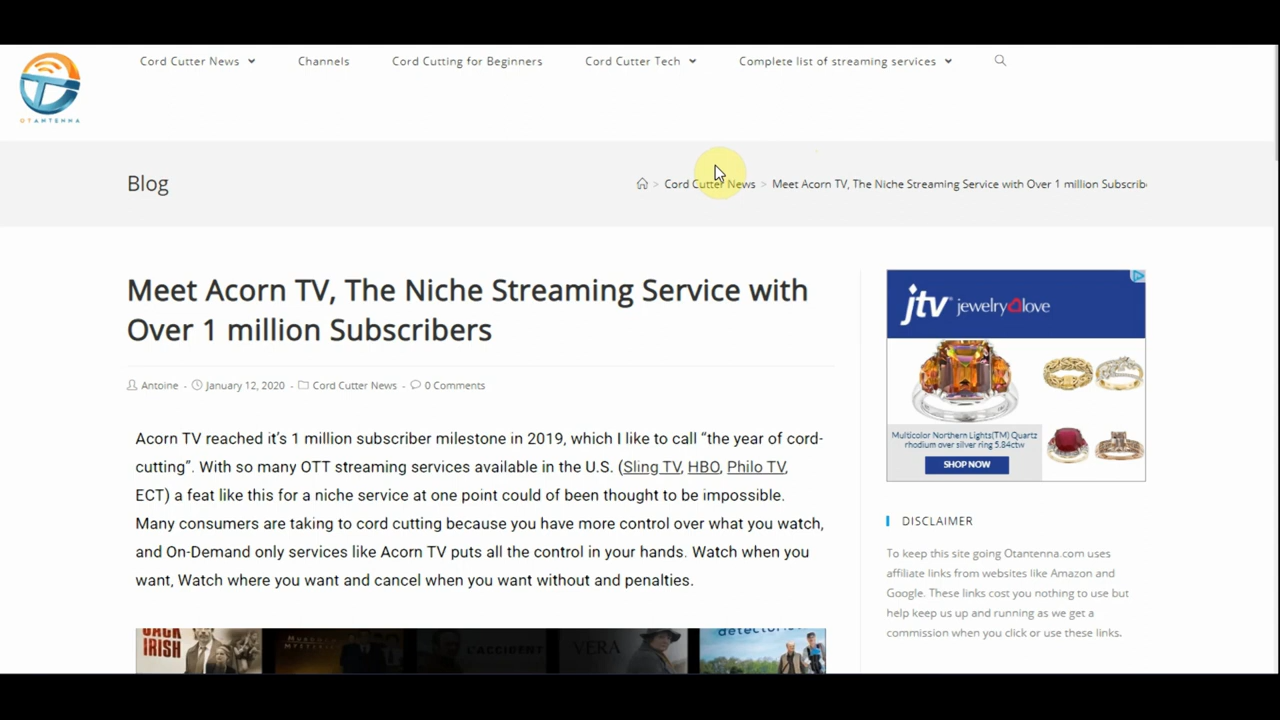 Cord Cutter News
Channels
Cord Cutting for Beginners
Cord Cutter Tech
Complete list of streaming services
OTANTENNA
Blog
> Cord Cutter News > Meet Acorn TV, The Niche Streaming Service with Over 1 million Subscrib
Meet Acorn TV, The Niche Streaming Service with
Over 1 million Subscribers
Antoine - January 12, 2020 - Cord Cutter News - 0 Comments
Acorn TV reached it's 1 million subscriber milestone in 2019, which I like to call “the year of cord-
cutting”. With so many OTT streaming services available in the U.S. (Sling TV, HBO, Philo TV,
ECT) a feat like this for a niche service at one point could of been thought to be impossible.
Many consumers are taking to cord cutting because you have more control over what you watch,
and On-Demand only services like Acorn TV puts all the control in your hands. Watch when you
want, Watch where you want and cancel when you want without and penalties.
JACK
IRISH
MURDOCH
MYSTERIES
L'ACCIDENT
VERA
detectorists
jtv jewelry love
Multicolor Northern Lights(TM) Quartz
rhodium over silver ring 5.84ctw
SHOP NOW
DISCLAIMER
To keep this site going Otantenna.com uses
affiliate links from websites like Amazon and
Google. These links cost you nothing to use but
help keep us up and running as we get a
commission when you click or use these links.